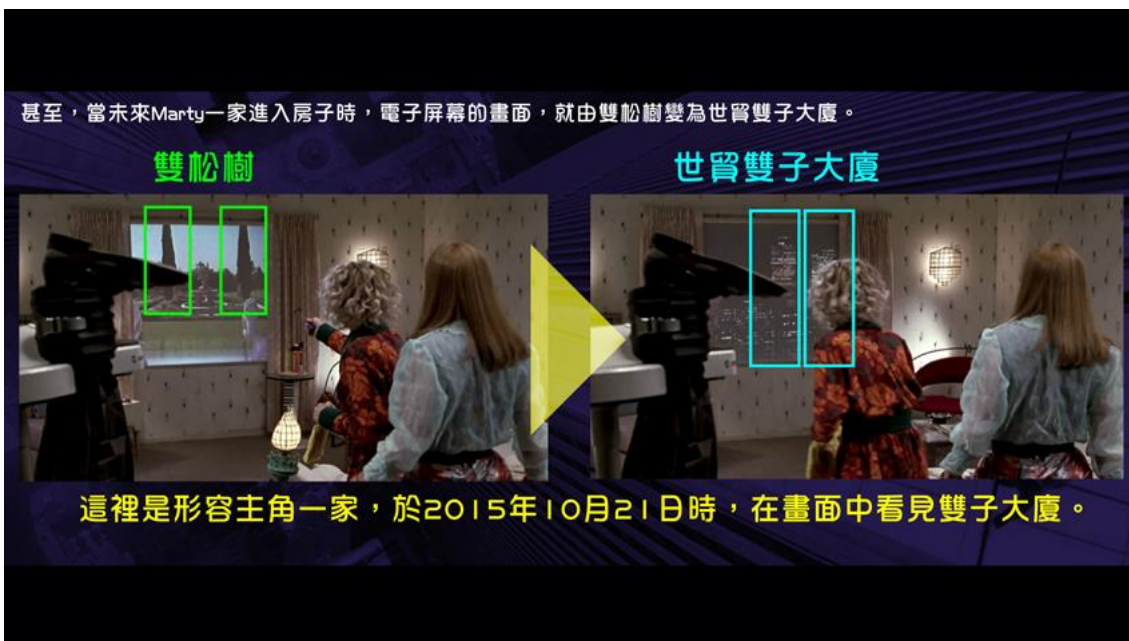 甚至，當未來Marty一家進入房子時，電子屏幕的畫面，就由雙松樹變為世貿雙子大廈。
雙松樹
世貿雙子大廈
這裡是形容主角一家，於2015年10月21日時，在畫面中看見雙子大廈。